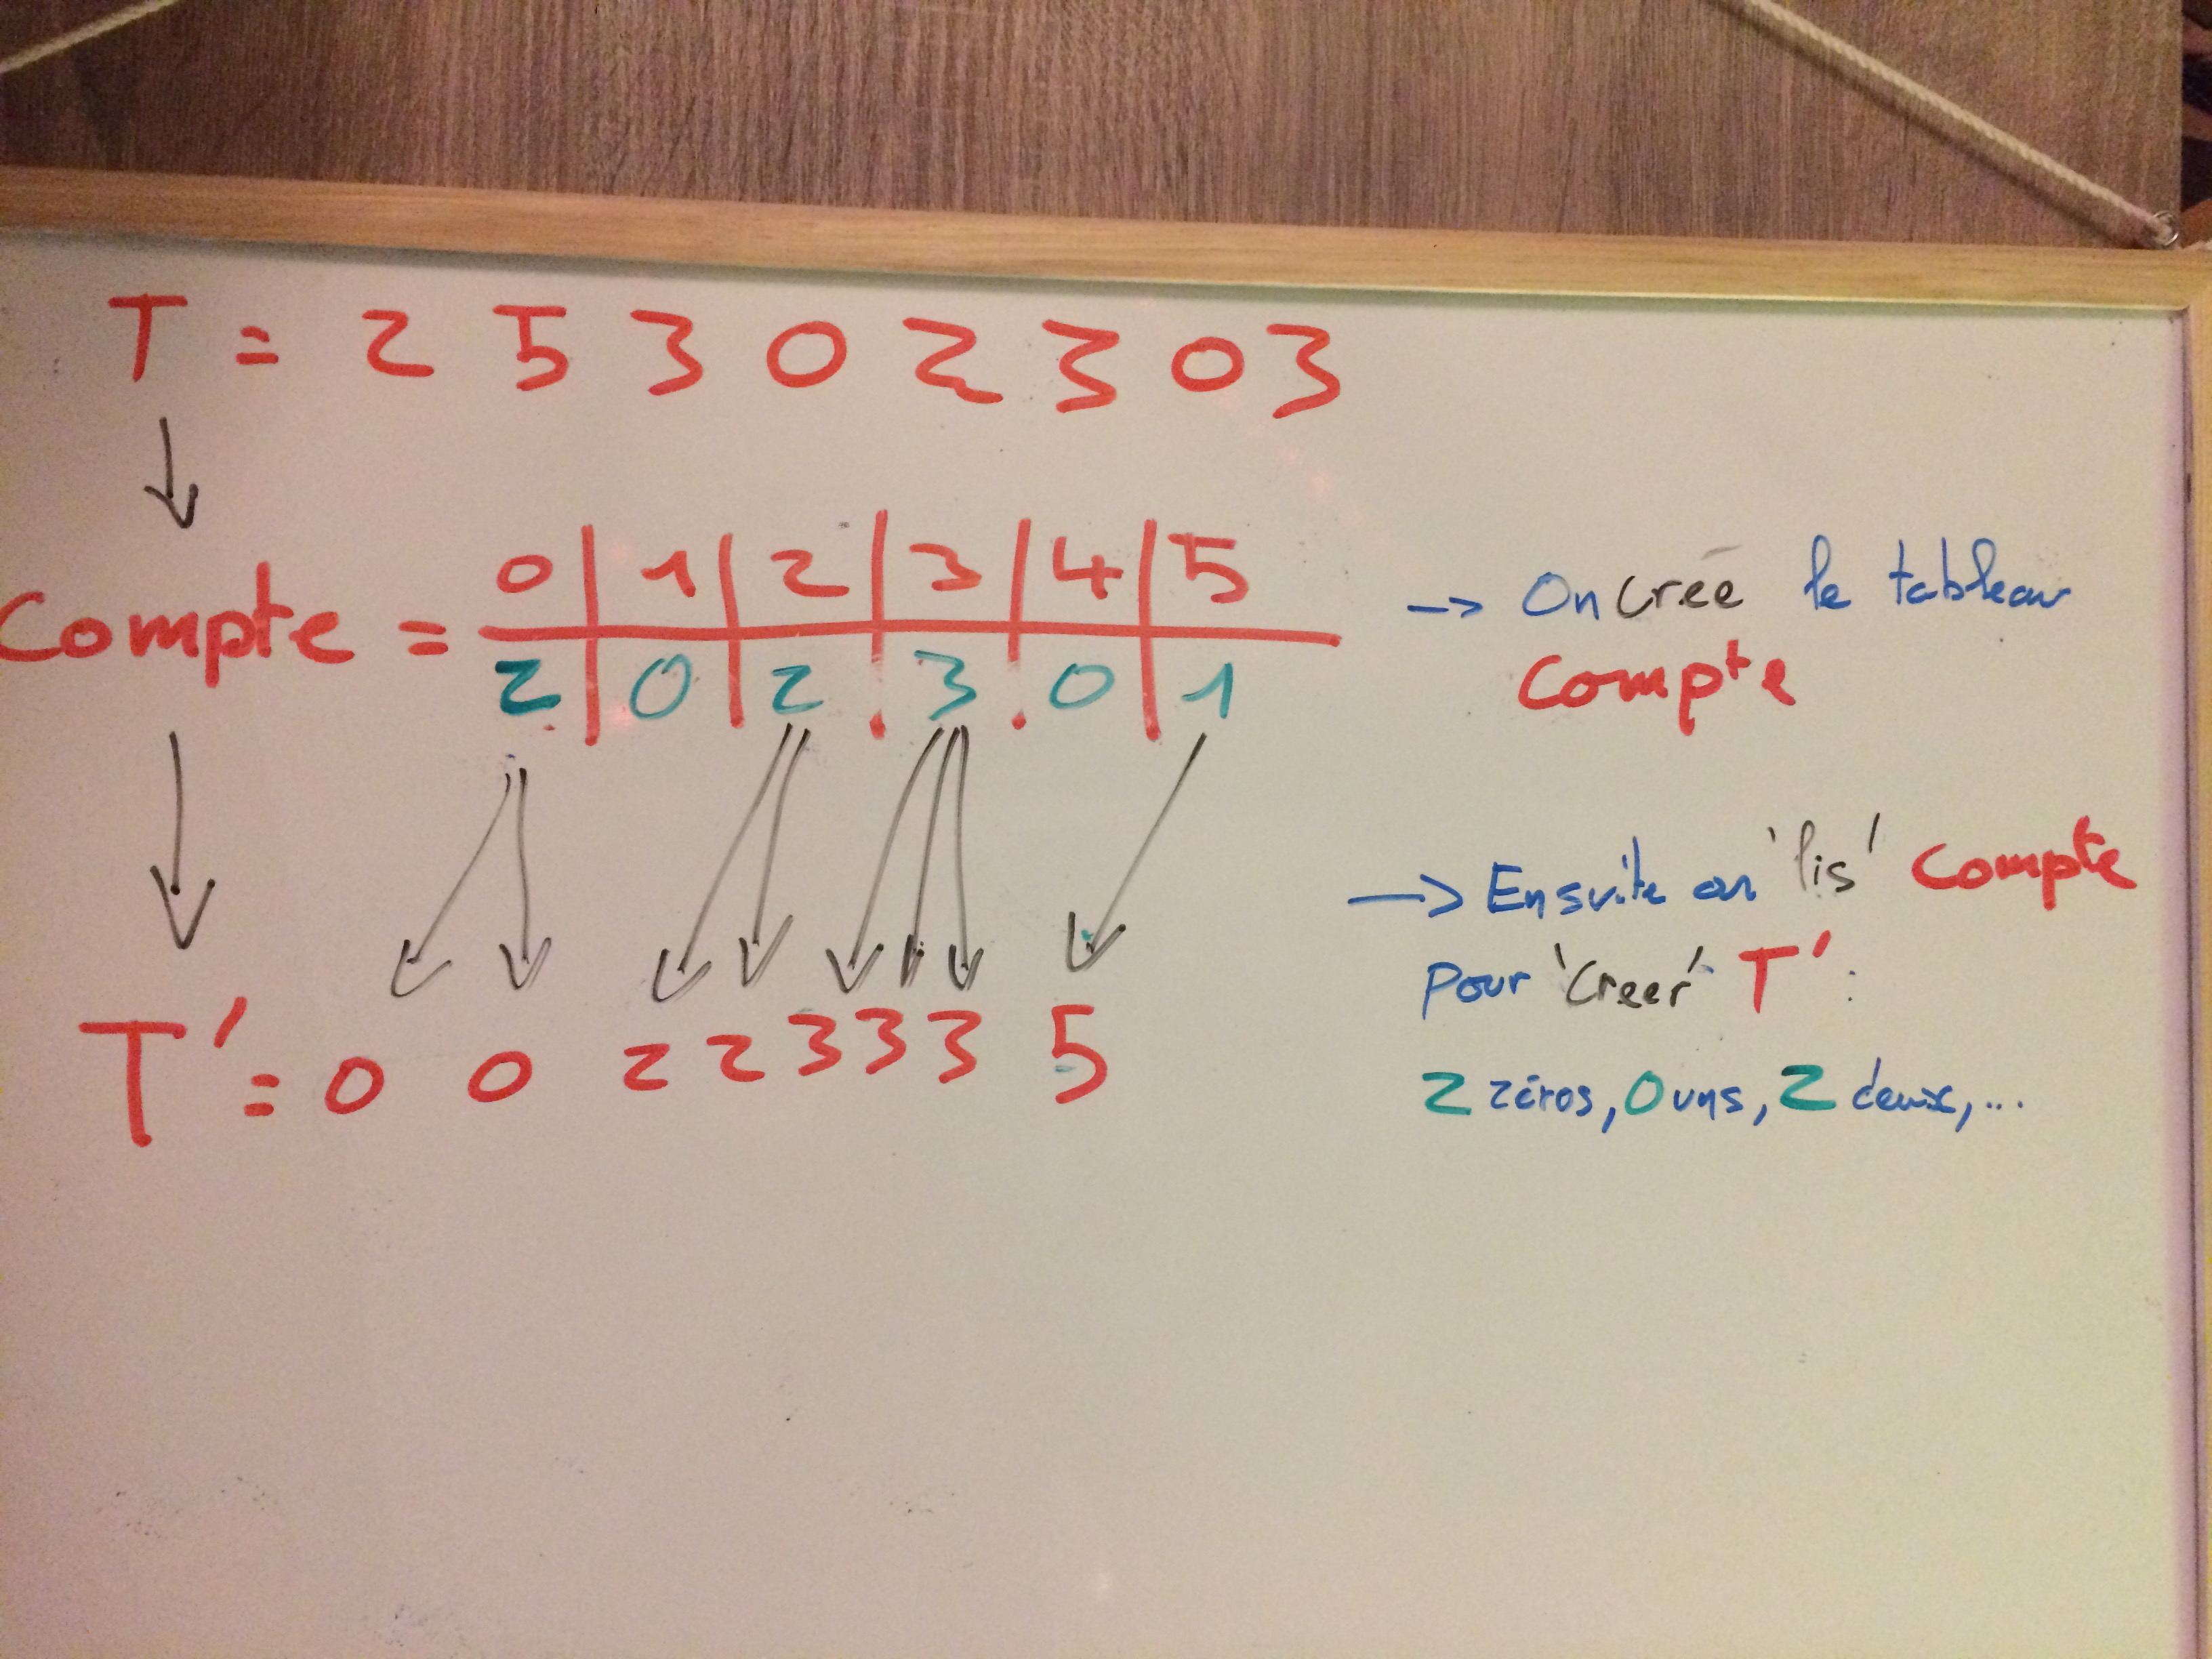 T = 2 5 3 0 2 3 0 3
Compte = 0 | 1 | 2 | 3 | 4 | 5
2 | 0 | 2 | 3 | 0 | 1
→ On crée le tableau
Compte
→ Ensuite on 'lis' Compte
pour 'creer' T' :
2 zéros, 0 uns, 2 deux, ...
T' = 0 0 2 2 3 3 3 5